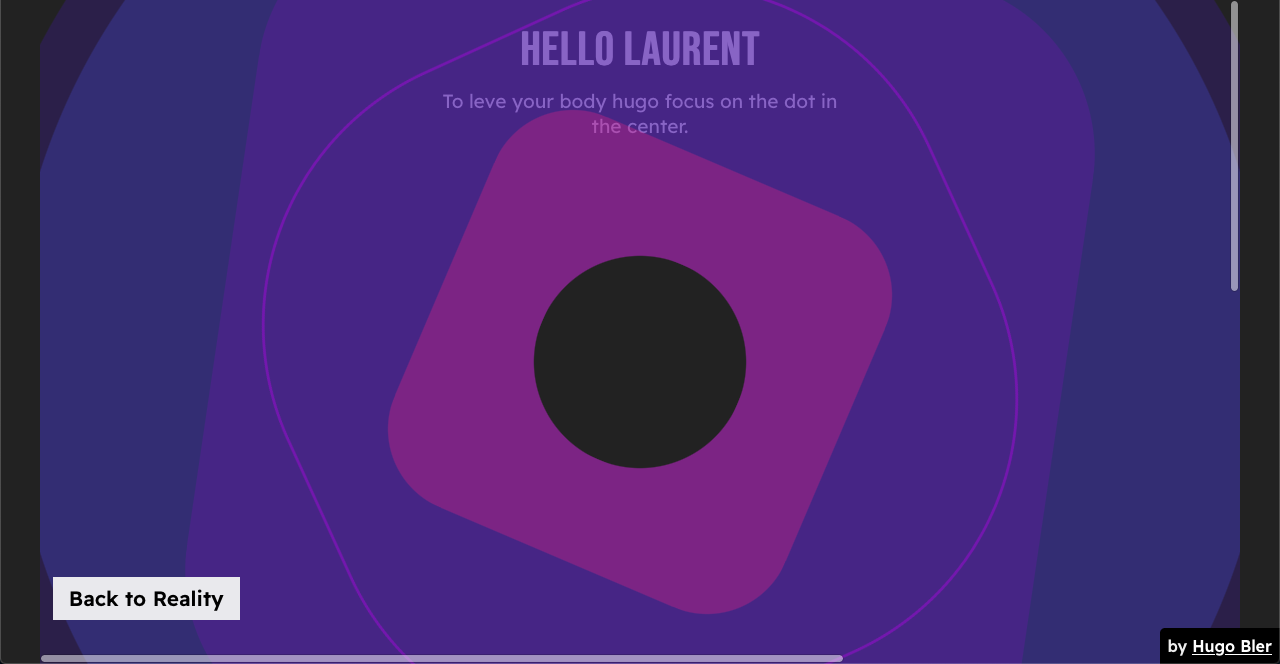 HELLO LAURENT
To leve your body hugo focus on the dot in
the center.
Back to Reality
by Hugo Bler